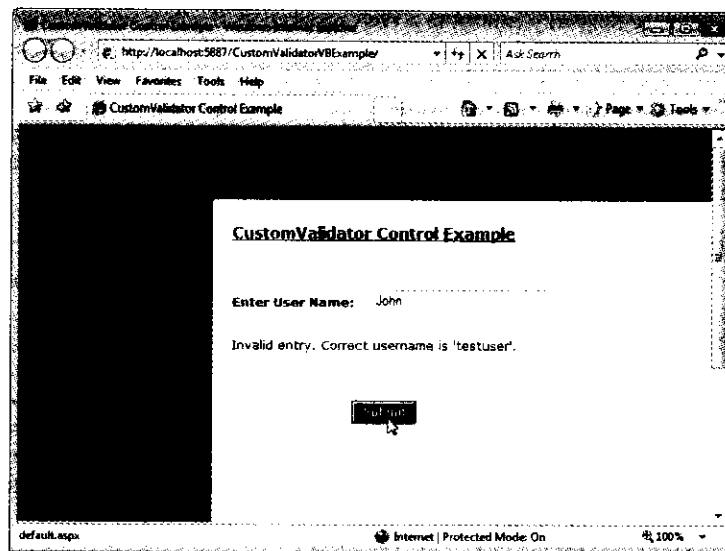 http://localhost:5887/CustomValidatorVBExample/
Ask Search
File Edit View Favorites Tools Help
CustomValidator Control Example
Page Tools
CustomValidator Control Example
Enter User Name: John
Invalid entry. Correct username is 'testuser'.
Submit
default.aspx
Internet | Protected Mode: On
100%